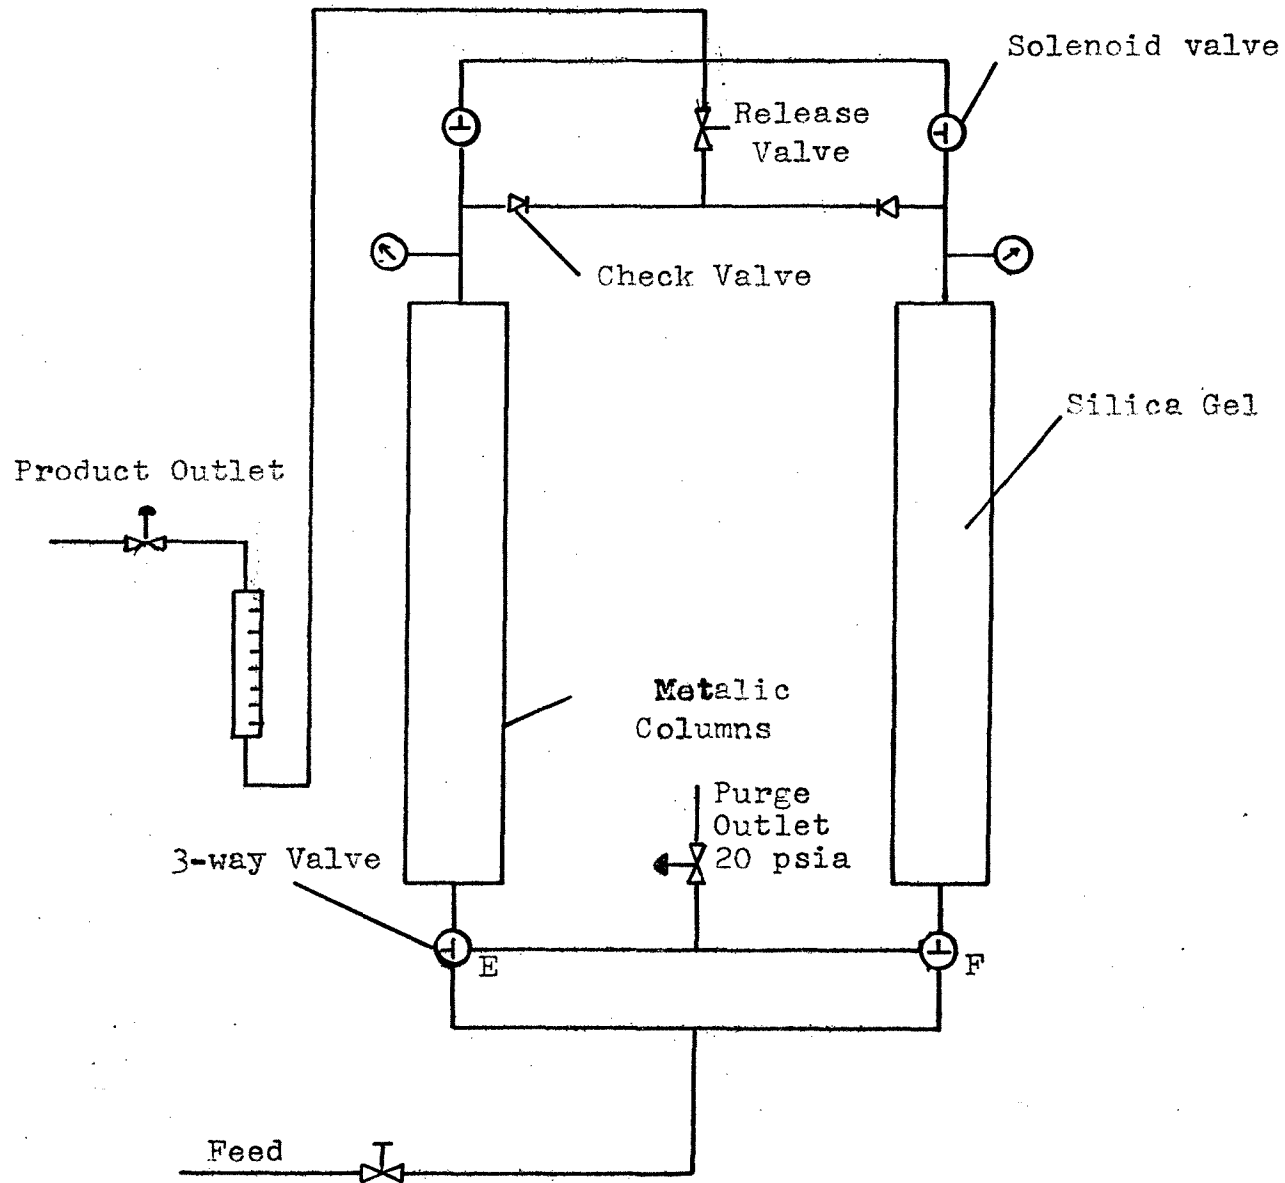 Solenoid valve
Release
Valve
Check Valve
Silica Gel
Product Outlet
Metalic
Columns
Purge
Outlet
20 psia
3-way Valve
E
F
Feed